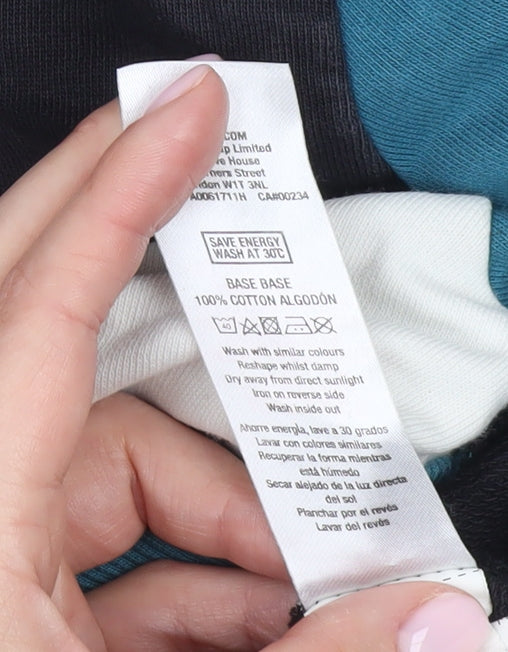 .COM
Limited
House
Street
W1T 3NL
A0061711H CA#00234
SAVE ENERGY
WASH AT 30°C
BASE BASE
100% COTTON ALGODÓN
40
Wash with similar colours
Reshape whilst damp
Dry away from direct sunlight
Iron on reverse side
Wash inside out
Ahorre energía, lave a 30 grados
Lavar con colores similares
Recuperar la forma mientras
está húmedo
Secar alejado de la luz directa
del sol
Planchar por el revés
Lavar del revés